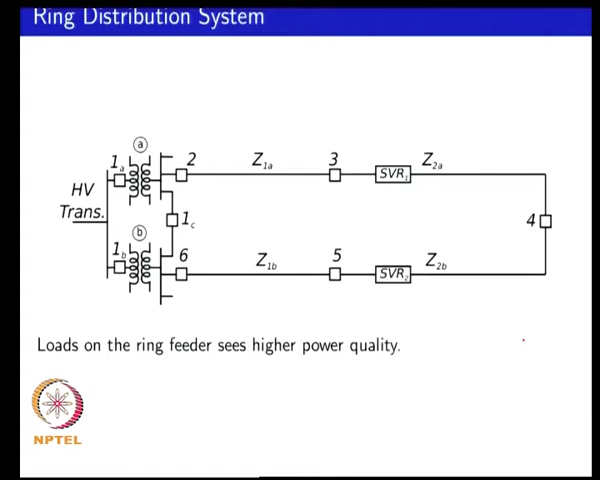 Ring Distribution System
a
1a 2 Z1a 3 SVR1 Z2a
HV
Trans.
1c
4
b
1b 6 Z1b 5 SVR2 Z2b
Loads on the ring feeder sees higher power quality.
NPTEL